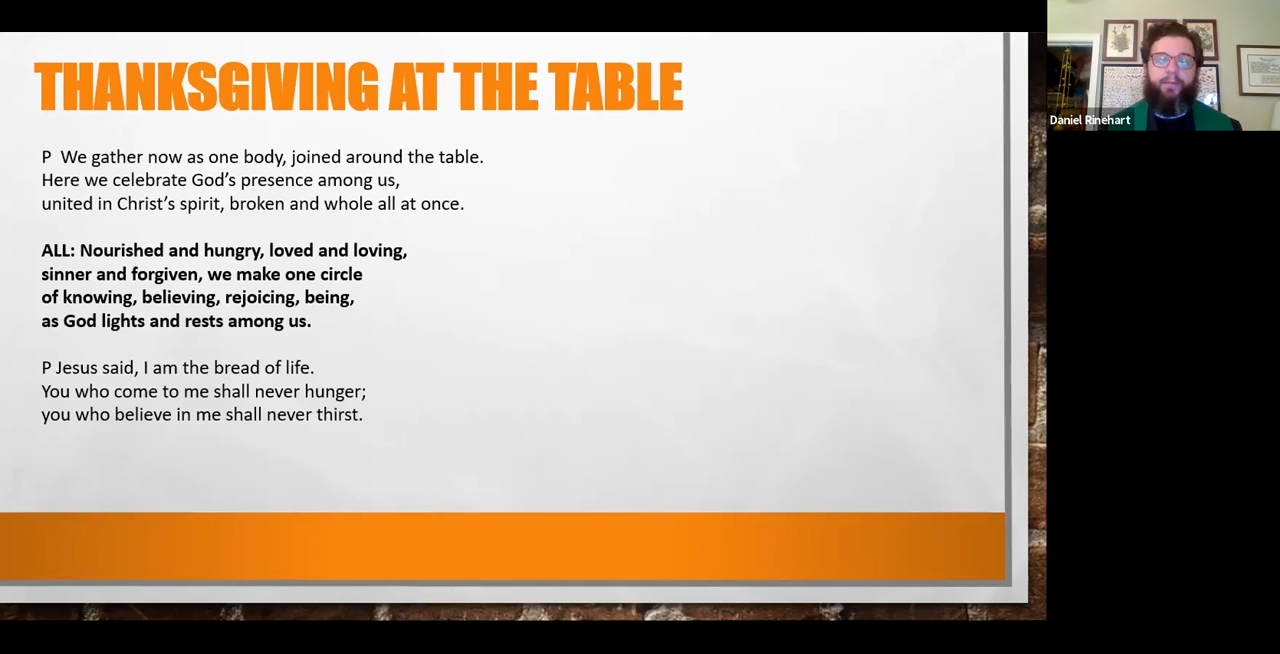 THANKSGIVING AT THE TABLE
P  We gather now as one body, joined around the table.
Here we celebrate God’s presence among us,
united in Christ’s spirit, broken and whole all at once.
ALL: Nourished and hungry, loved and loving,
sinner and forgiven, we make one circle
of knowing, believing, rejoicing, being,
as God lights and rests among us.
P Jesus said, I am the bread of life.
You who come to me shall never hunger;
you who believe in me shall never thirst.
Daniel Rinehart